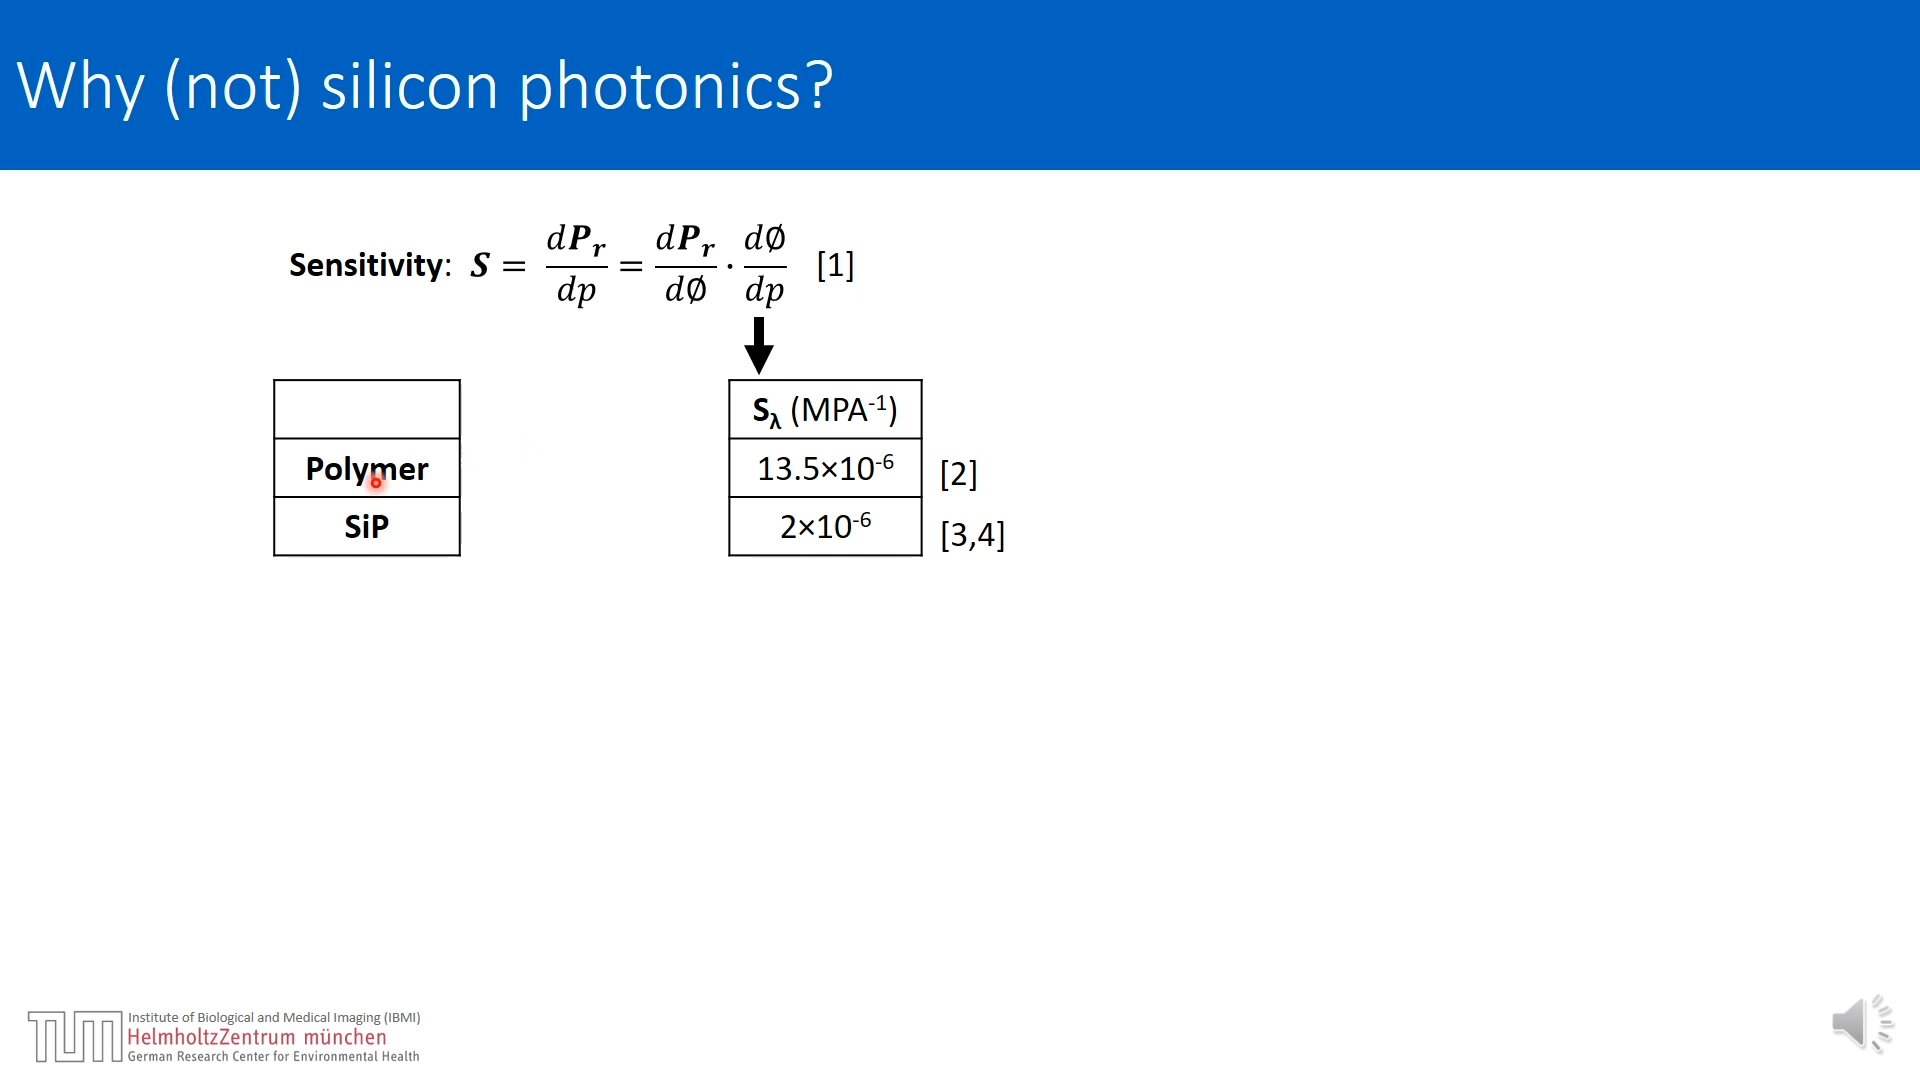 Why (not) silicon photonics?
Sensitivity: S = dPr/dp = dPr/d∅ · d∅/dp [1]
Sλ (MPA⁻¹)
Polymer 13.5×10⁻⁶ [2]
SiP 2×10⁻⁶ [3,4]
TUM
Institute of Biological and Medical Imaging (IBMI)
HelmholtzZentrum münchen
German Research Center for Environmental Health